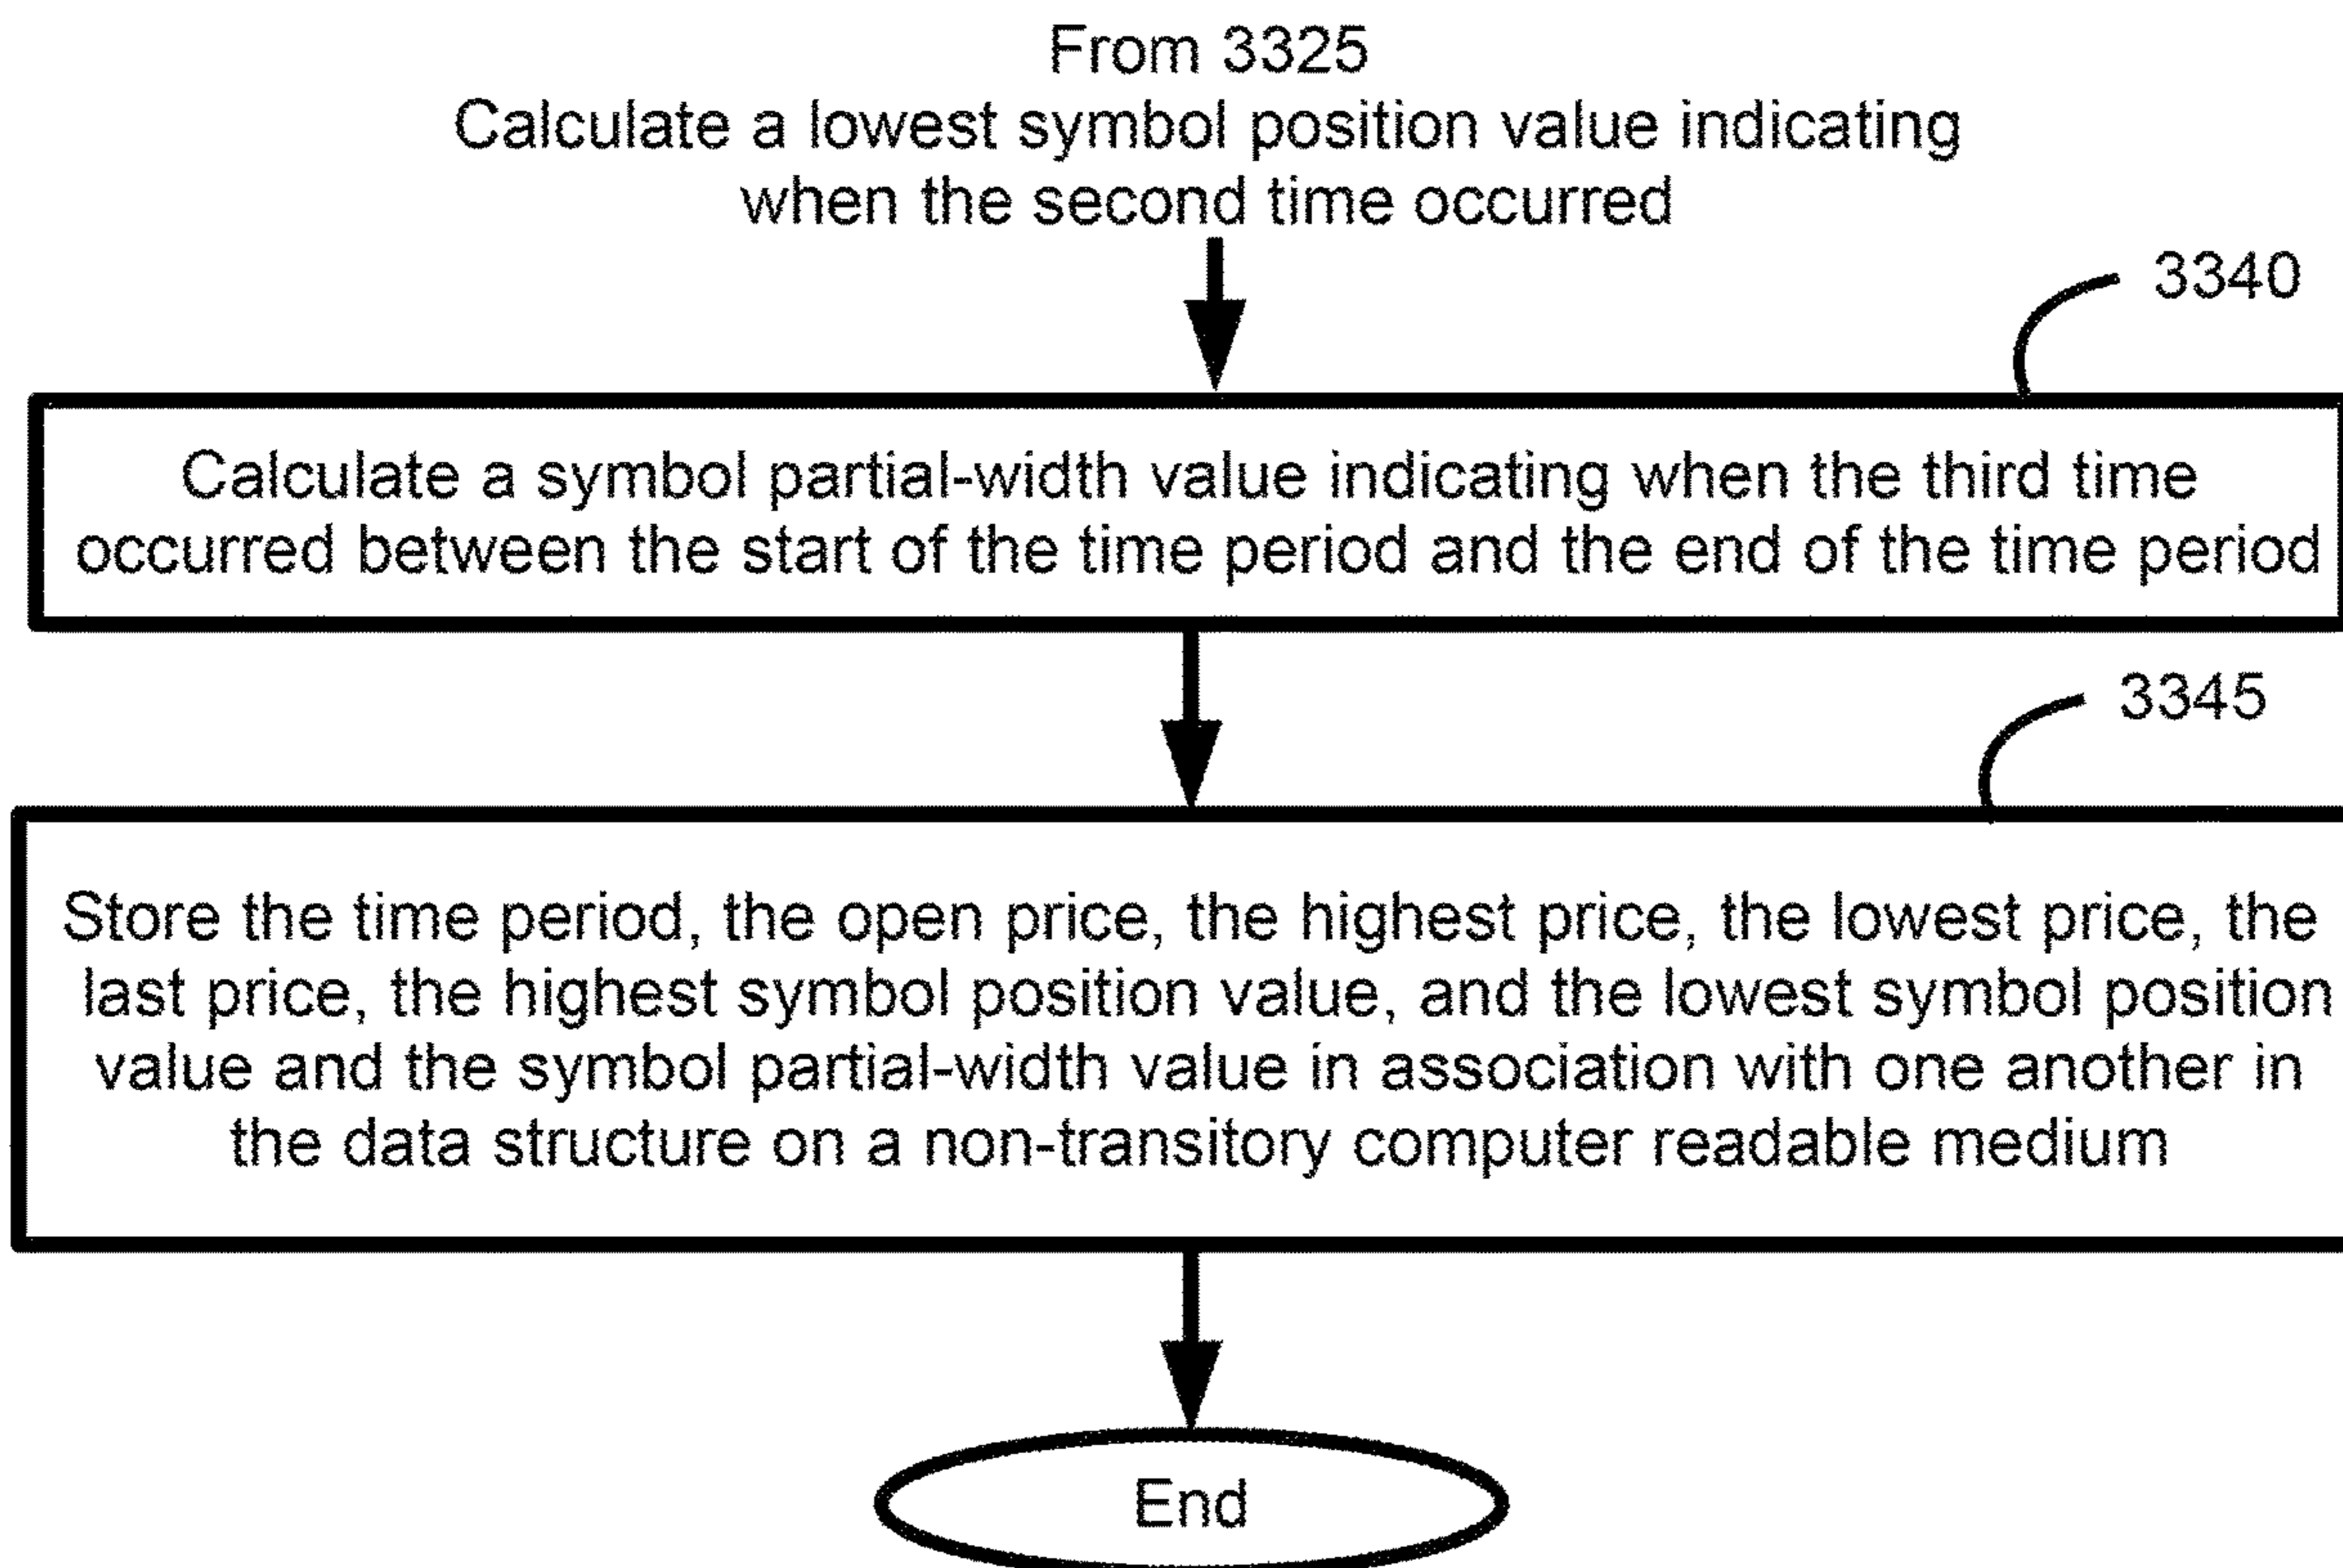 From 3325
Calculate a lowest symbol position value indicating
when the second time occurred
3340
Calculate a symbol partial-width value indicating when the third time
occurred between the start of the time period and the end of the time period
3345
Store the time period, the open price, the highest price, the lowest price, the
last price, the highest symbol position value, and the lowest symbol position
value and the symbol partial-width value in association with one another in
the data structure on a non-transitory computer readable medium
End